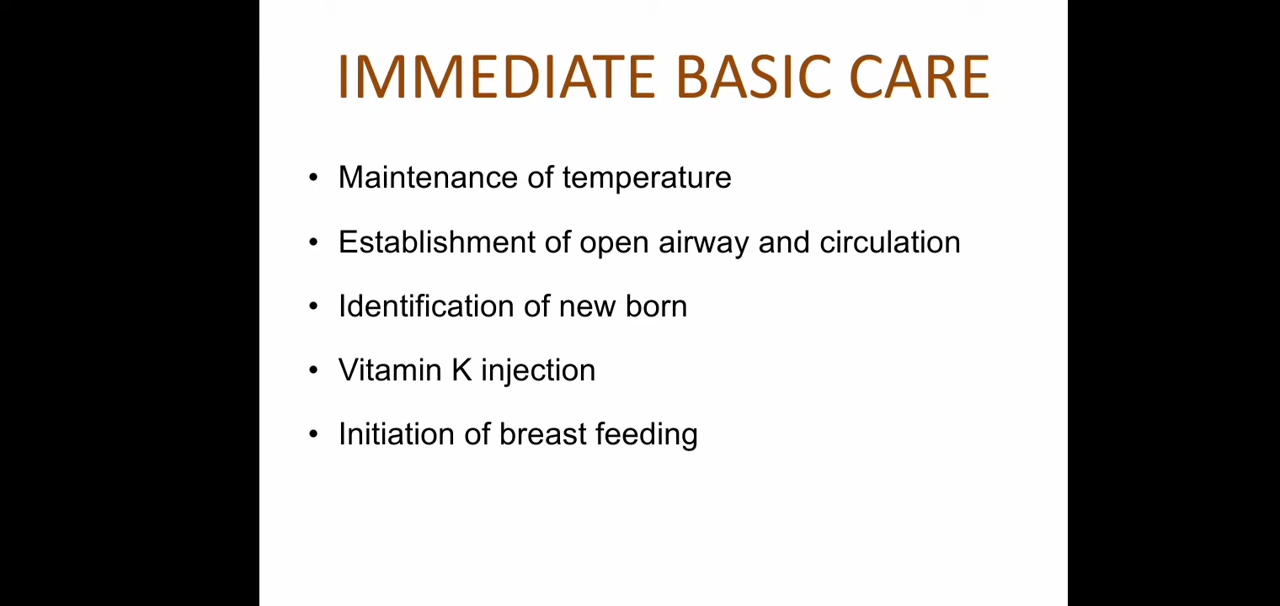 IMMEDIATE BASIC CARE
• Maintenance of temperature
• Establishment of open airway and circulation
• Identification of new born
• Vitamin K injection
• Initiation of breast feeding